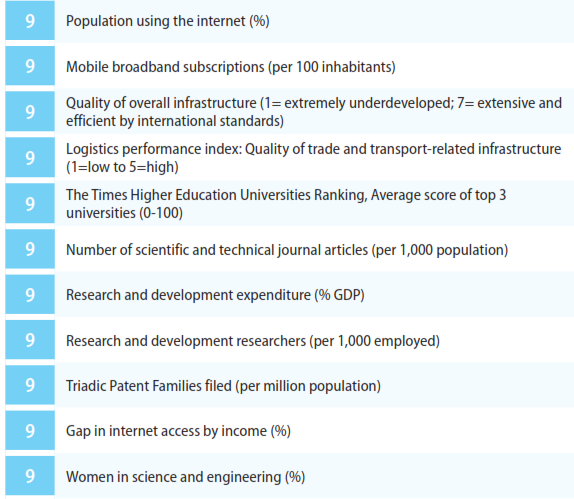 9 Population using the internet (%)
9 Mobile broadband subscriptions (per 100 inhabitants)
9 Quality of overall infrastructure (1= extremely underdeveloped; 7= extensive and
efficient by international standards)
9 Logistics performance index: Quality of trade and transport-related infrastructure
(1=low to 5=high)
9 The Times Higher Education Universities Ranking, Average score of top 3
universities (0-100)
9 Number of scientific and technical journal articles (per 1,000 population)
9 Research and development expenditure (% GDP)
9 Research and development researchers (per 1,000 employed)
9 Triadic Patent Families filed (per million population)
9 Gap in internet access by income (%)
9 Women in science and engineering (%)